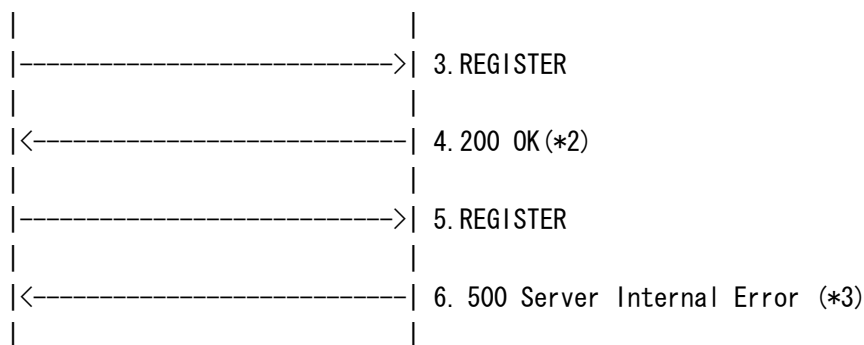 3.REGISTER
4.200 OK(*2)
5.REGISTER
6. 500 Server Internal Error (*3)